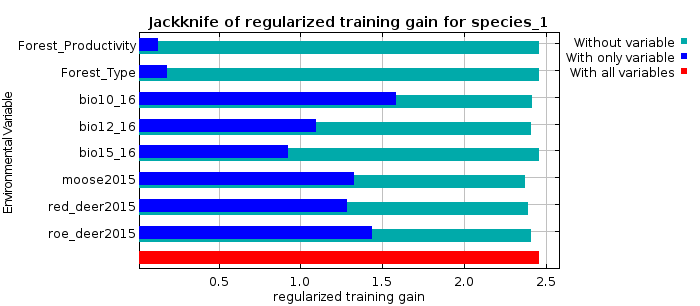 Jackknife of regularized training gain for species_1
Environmental Variable
Forest_Productivity
Forest_Type
bio10_16
bio12_16
bio15_16
moose2015
red_deer2015
roe_deer2015
Without variable
With only variable
With all variables
0.5 1.0 1.5 2.0 2.5
regularized training gain